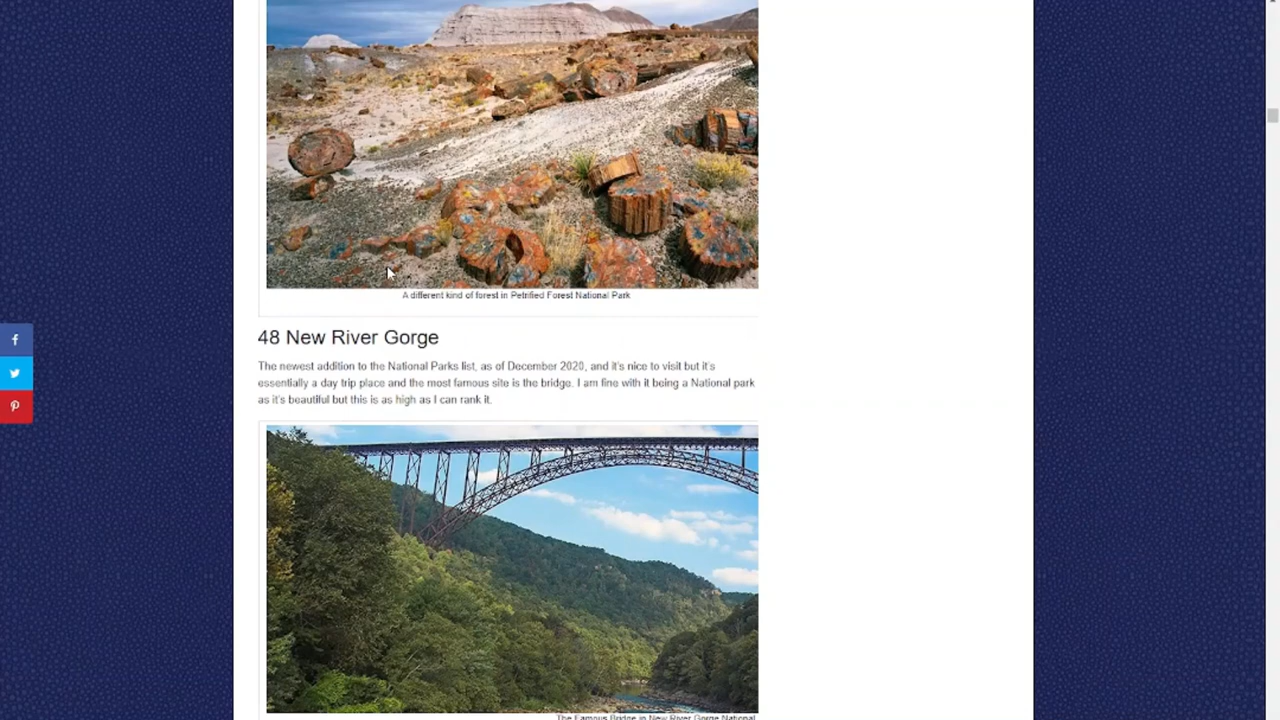 A different kind of forest in Petrified Forest National Park
48 New River Gorge
The newest addition to the National Parks list, as of December 2020, and it's nice to visit but it's
essentially a day trip place and the most famous site is the bridge. I am fine with it being a National park
as it's beautiful but this is as high as I can rank it.
The Famous Bridge in New River Gorge National